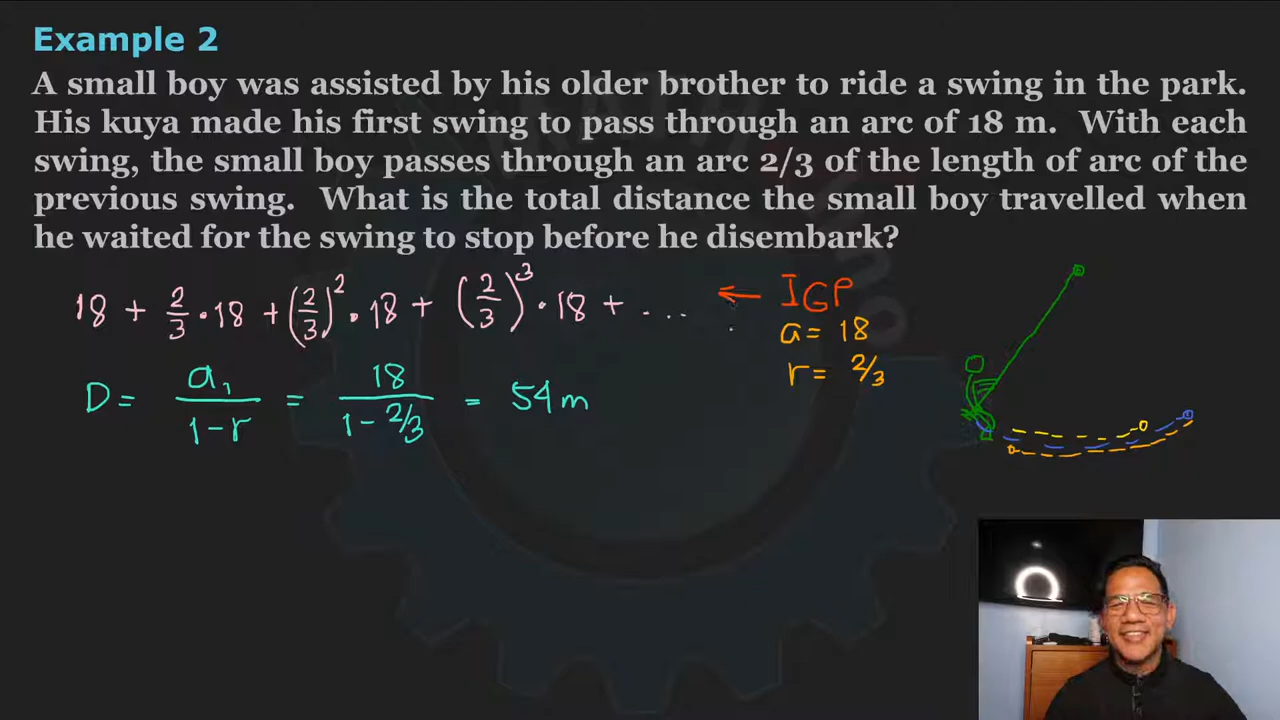 Example 2
A small boy was assisted by his older brother to ride a swing in the park.
His kuya made his first swing to pass through an arc of 18 m. With each
swing, the small boy passes through an arc 2/3 of the length of arc of the
previous swing. What is the total distance the small boy travelled when
he waited for the swing to stop before he disembark?
18 + 2/3 · 18 + (2/3)² · 18 + (2/3)³ · 18 + ... ← IGP
a = 18
r = 2/3
D = a₁/(1-r) = 18/(1 - 2/3) = 54 m